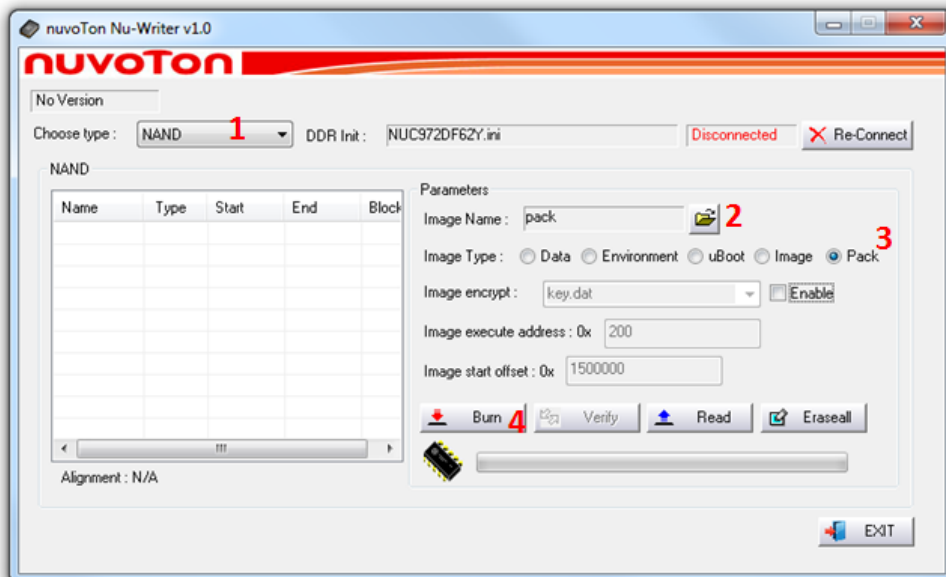 nuvoTon Nu-Writer v1.0
nuvoTon
No Version
Choose type : NAND 1 DDR Init : NUC972DF62Y.ini Disconnected Re-Connect
NAND
Name Type Start End Block
Parameters
Image Name : pack 2
3
Image Type : Data Environment uBoot Image Pack
Image encrypt : key.dat Enable
Image execute address : 0x 200
Image start offset : 0x 1500000
Burn 4 Verify Read Eraseall
Alignment : N/A
EXIT